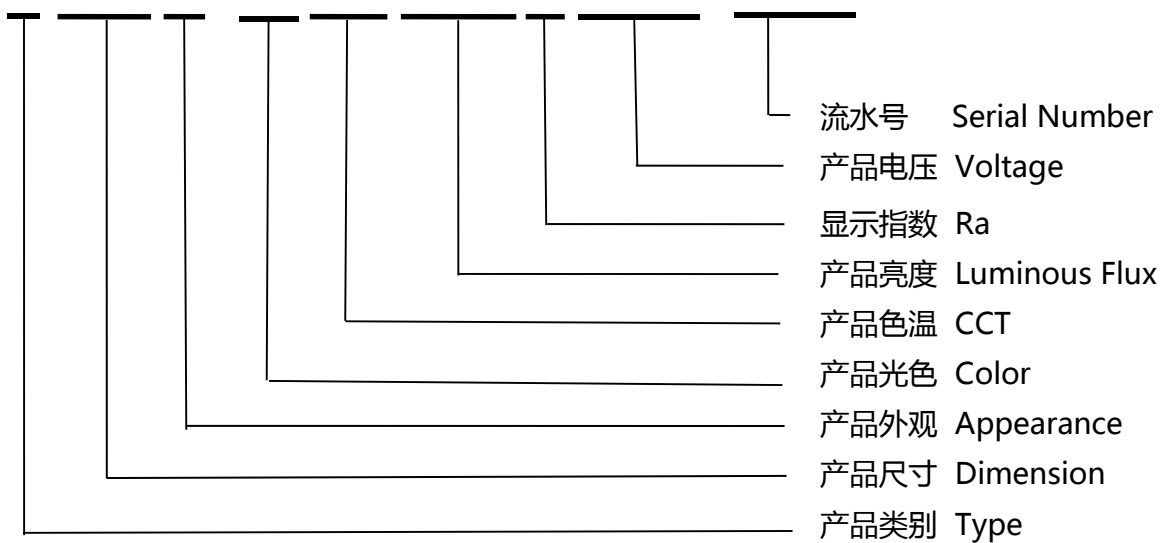 流水号 Serial Number
产品电压 Voltage
显示指数 Ra
产品亮度 Luminous Flux
产品色温 CCT
产品光色 Color
产品外观 Appearance
产品尺寸 Dimension
产品类别 Type